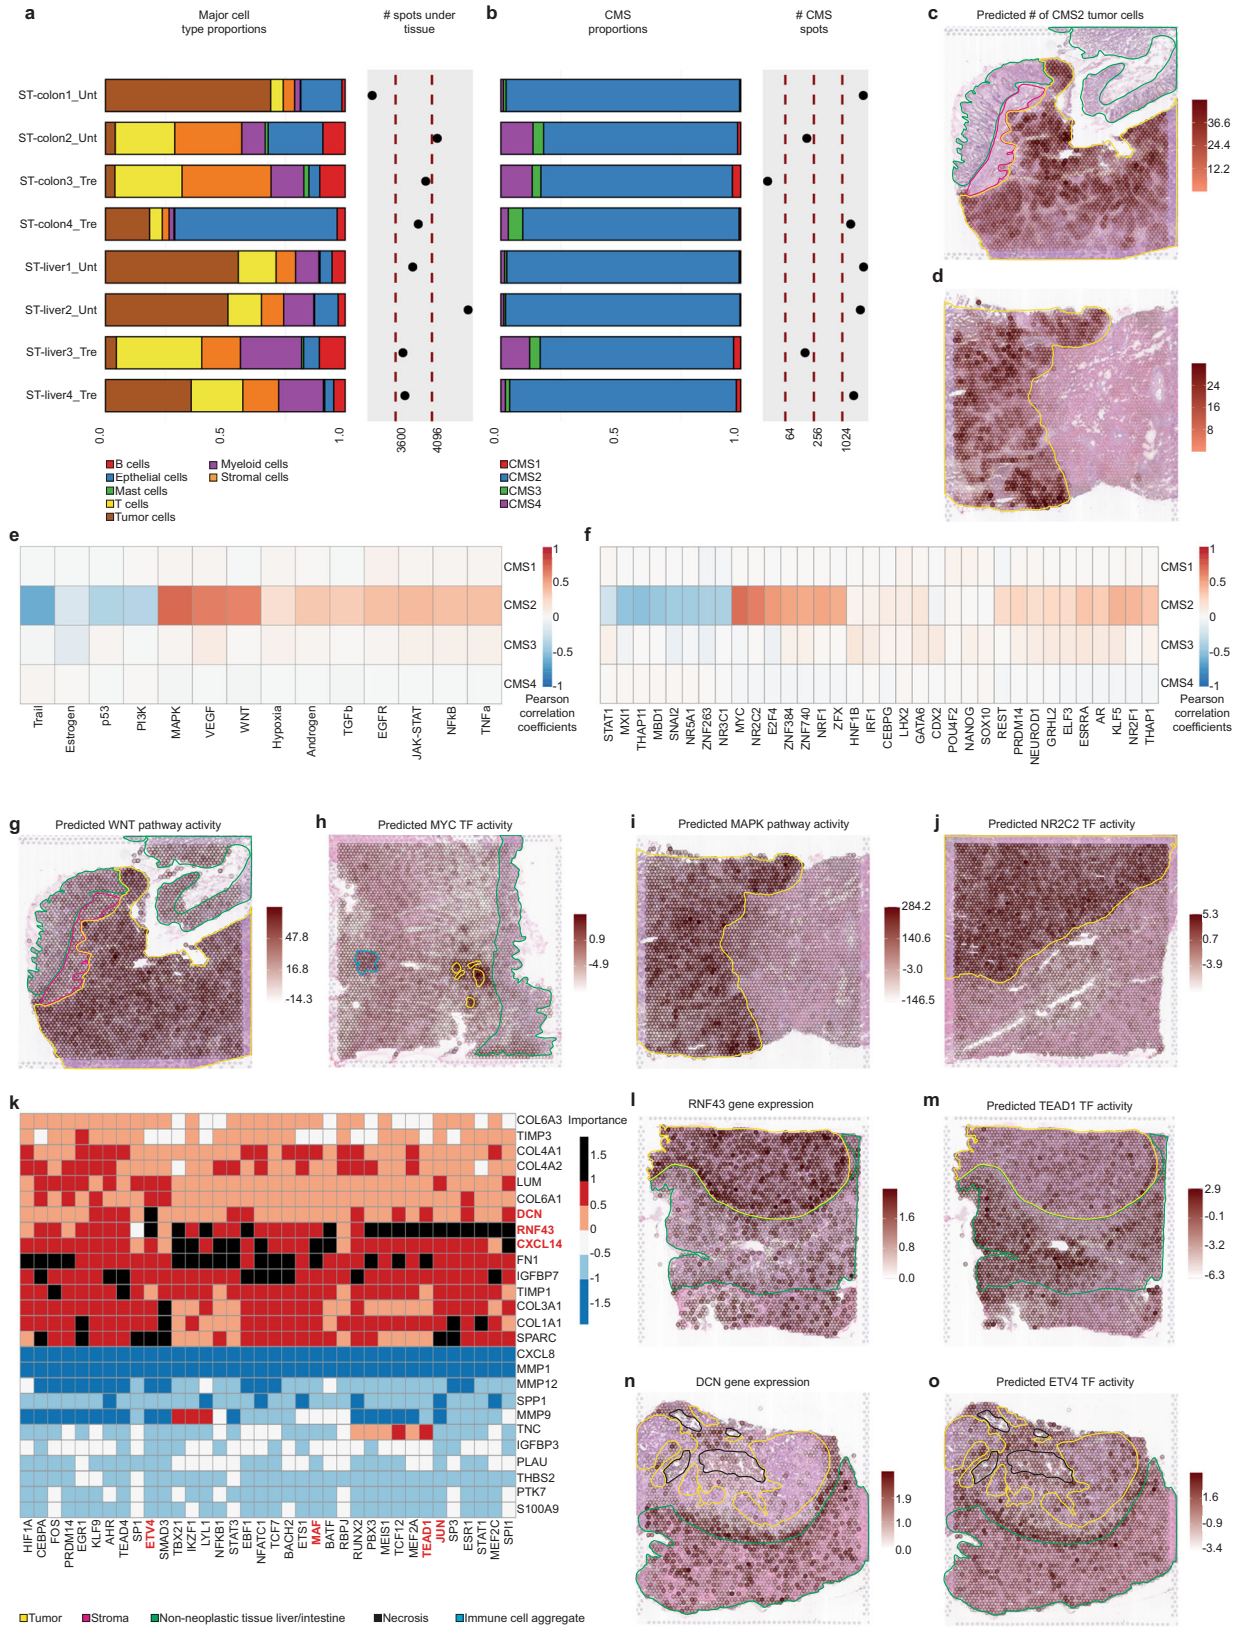 a
Major cell
type proportions
# spots under
tissue
b
CMS
proportions
# CMS
spots
ST-colon1_Unt
ST-colon2_Unt
ST-colon3_Tre
ST-colon4_Tre
ST-liver1_Unt
ST-liver2_Unt
ST-liver3_Tre
ST-liver4_Tre
0.0
0.5
1.0
3600
4096
0.0
0.5
1.0
64
256
1024
B cells
Ephtelial cells
Mast cells
T cells
Tumor cells
Myeloid cells
Stromal cells
CMS1
CMS2
CMS3
CMS4
c
Predicted # of CMS2 tumor cells
36.6
24.4
12.2
d
24
16
8
e
CMS1
CMS2
CMS3
CMS4
1
0.5
0
-0.5
-1
Pearson
correlation
coefficients
Trail
Estrogen
p53
PI3K
MAPK
VEGF
WNT
Hypoxia
Androgen
TGFb
EGFR
JAK-STAT
NFkB
TNFa
f
CMS1
CMS2
CMS3
CMS4
1
0.5
0
-0.5
-1
Pearson
correlation
coefficients
STAT1
MXI1
THAP11
MBD1
SNAI2
NR5A1
ZNF263
NR3C1
MYC
NR2C2
E2F4
ZNF384
ZNF740
NRF1
ZFX
HNF1B
IRF1
CEBPG
LHX2
GATA6
CDX2
POU4F2
NANOG
SOX10
REST
PRDM14
NEUROD1
GRHL2
ELF3
ESRRA
AR
KLF5
NR2F1
THAP1
g
Predicted WNT pathway activity
47.8
16.8
-14.3
h
Predicted MYC TF activity
0.9
-4.9
i
Predicted MAPK pathway activity
284.2
140.6
-3.0
-146.5
j
Predicted NR2C2 TF activity
5.3
0.7
-3.9
k
COL6A3
TIMP3
COL4A1
COL4A2
LUM
COL6A1
DCN
RNF43
CXCL14
FN1
IGFBP7
TIMP1
COL3A1
COL1A1
SPARC
CXCL8
MMP1
MMP12
SPP1
MMP9
TNC
IGFBP3
PLAU
THBS2
PTK7
S100A9
Importance
1.5
1
0.5
0
-0.5
-1
-1.5
HIF1A
CEBPA
FOS
PRDM14
EGR1
KLF9
AHR
TEAD4
SP1
ETV4
SMAD3
TBX21
IKZF1
LYL1
NFKB1
STAT3
EBF1
NFATC1
TCF7
BACH2
ETS1
MAF
BATF
RBPJ
RUNX2
PBX3
MEIS1
TCF12
MEF2A
TEAD1
JUN
SP3
ESR1
STAT1
MEF2C
SPI1
l
RNF43 gene expression
1.6
0.8
0.0
m
Predicted TEAD1 TF activity
2.9
-0.1
-3.2
-6.3
n
DCN gene expression
1.9
0.9
0.0
o
Predicted ETV4 TF activity
1.6
-0.9
-3.4
Tumor
Stroma
Non-neoplastic tissue liver/intestine
Necrosis
Immune cell aggregate